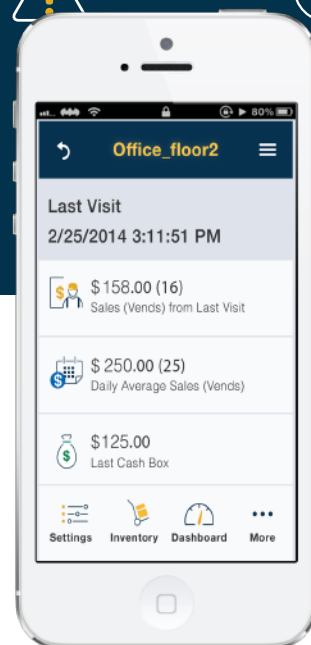 80%
Office_floor2
Last Visit
2/25/2014 3:11:51 PM
$158.00 (16)
Sales (Vends) from Last Visit
$ 250.00 (25)
Daily Average Sales (Vends)
$125.00
Last Cash Box
Settings Inventory Dashboard More